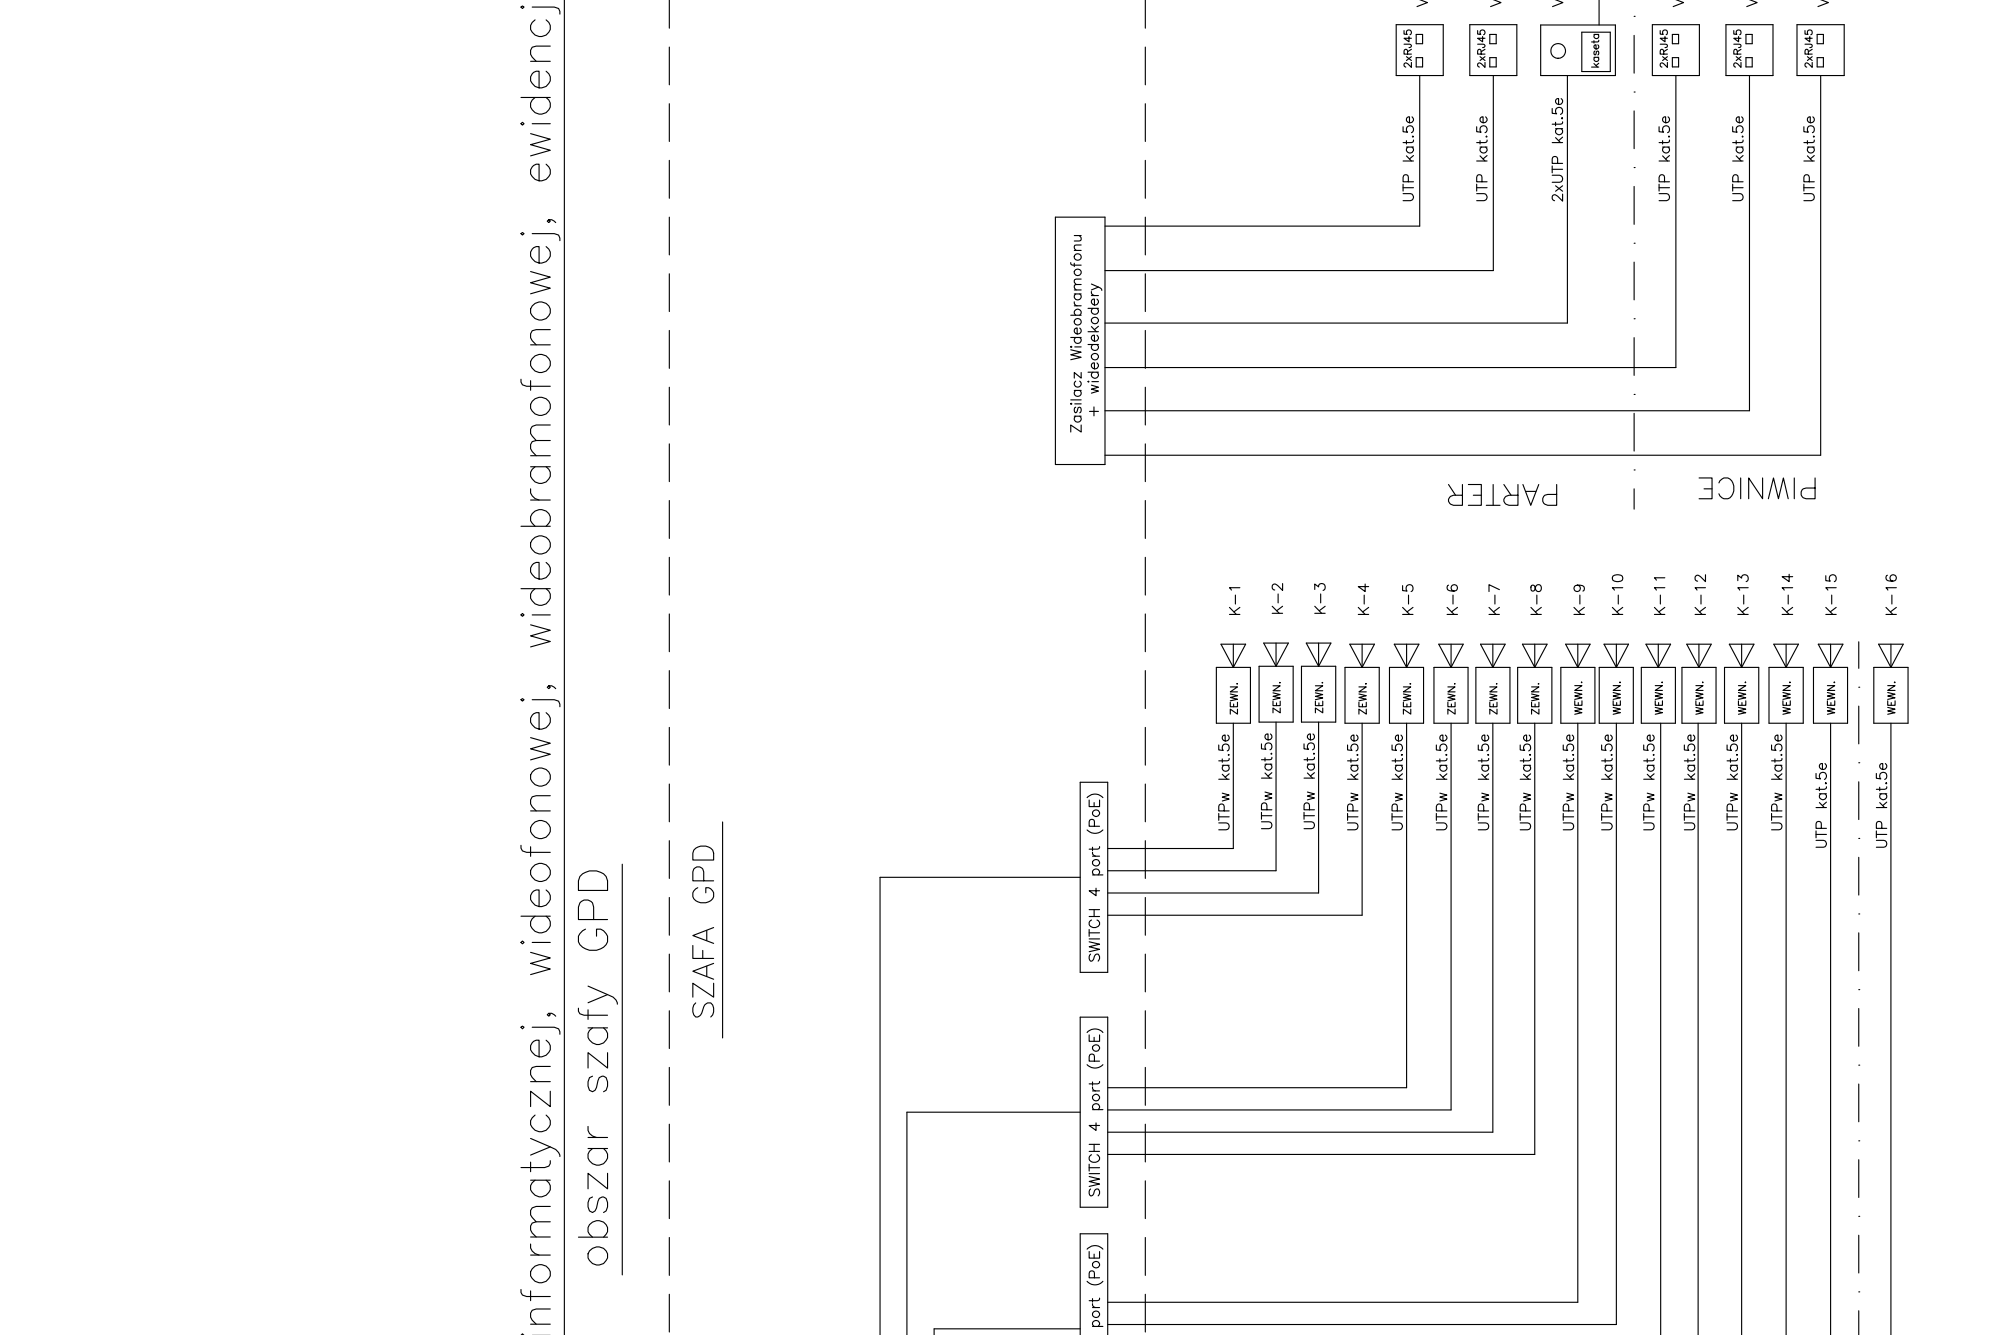 informatycznej, wideofonowej, wideobramofonowej, ewidencj
obszar szafy GPD
SZAFA GPD
Zasilacz Wideobramofonu
+ wideodekodery
2xRJ45
2xRJ45
kaseta
2xRJ45
2xRJ45
2xRJ45
UTP kat.5e
UTP kat.5e
2xUTP kat.5e
UTP kat.5e
UTP kat.5e
UTP kat.5e
PARTER
PIWNICE
K-1
K-2
K-3
K-4
K-5
K-6
K-7
K-8
K-9
K-10
K-11
K-12
K-13
K-14
K-15
K-16
ZEWN.
ZEWN.
ZEWN.
ZEWN.
ZEWN.
ZEWN.
ZEWN.
ZEWN.
WEWN.
WEWN.
WEWN.
WEWN.
WEWN.
WEWN.
WEWN.
WEWN.
UTPw kat.5e
UTPw kat.5e
UTPw kat.5e
UTPw kat.5e
UTPw kat.5e
UTPw kat.5e
UTPw kat.5e
UTPw kat.5e
UTPw kat.5e
UTPw kat.5e
UTPw kat.5e
UTPw kat.5e
UTPw kat.5e
UTPw kat.5e
UTP kat.5e
UTP kat.5e
SWITCH 4 port (PoE)
SWITCH 4 port (PoE)
port (PoE)